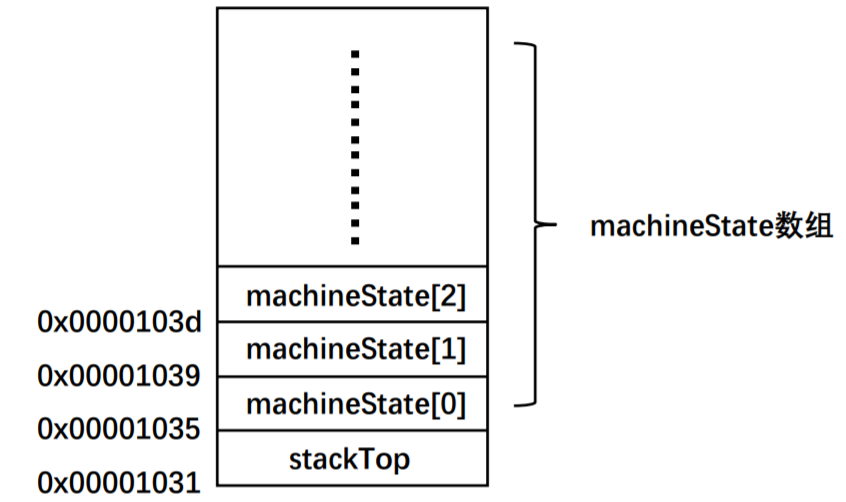 machineState数组
machineState[2]
0x0000103d
machineState[1]
0x00001039
machineState[0]
0x00001035
stackTop
0x00001031